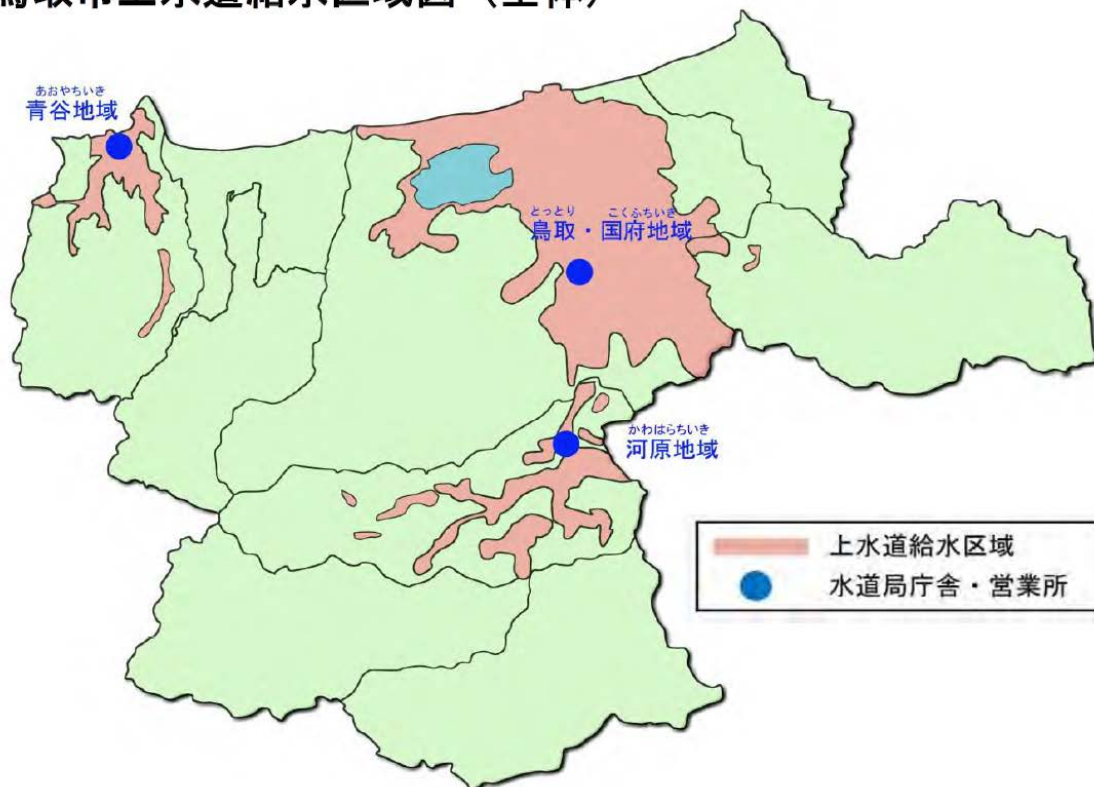 鳥取市上水道給水区域図（全体）
あおやちいき
青谷地域
とっとり こくふちいき
鳥取・国府地域
かわはらちいき
河原地域
上水道給水区域
水道局庁舎・営業所